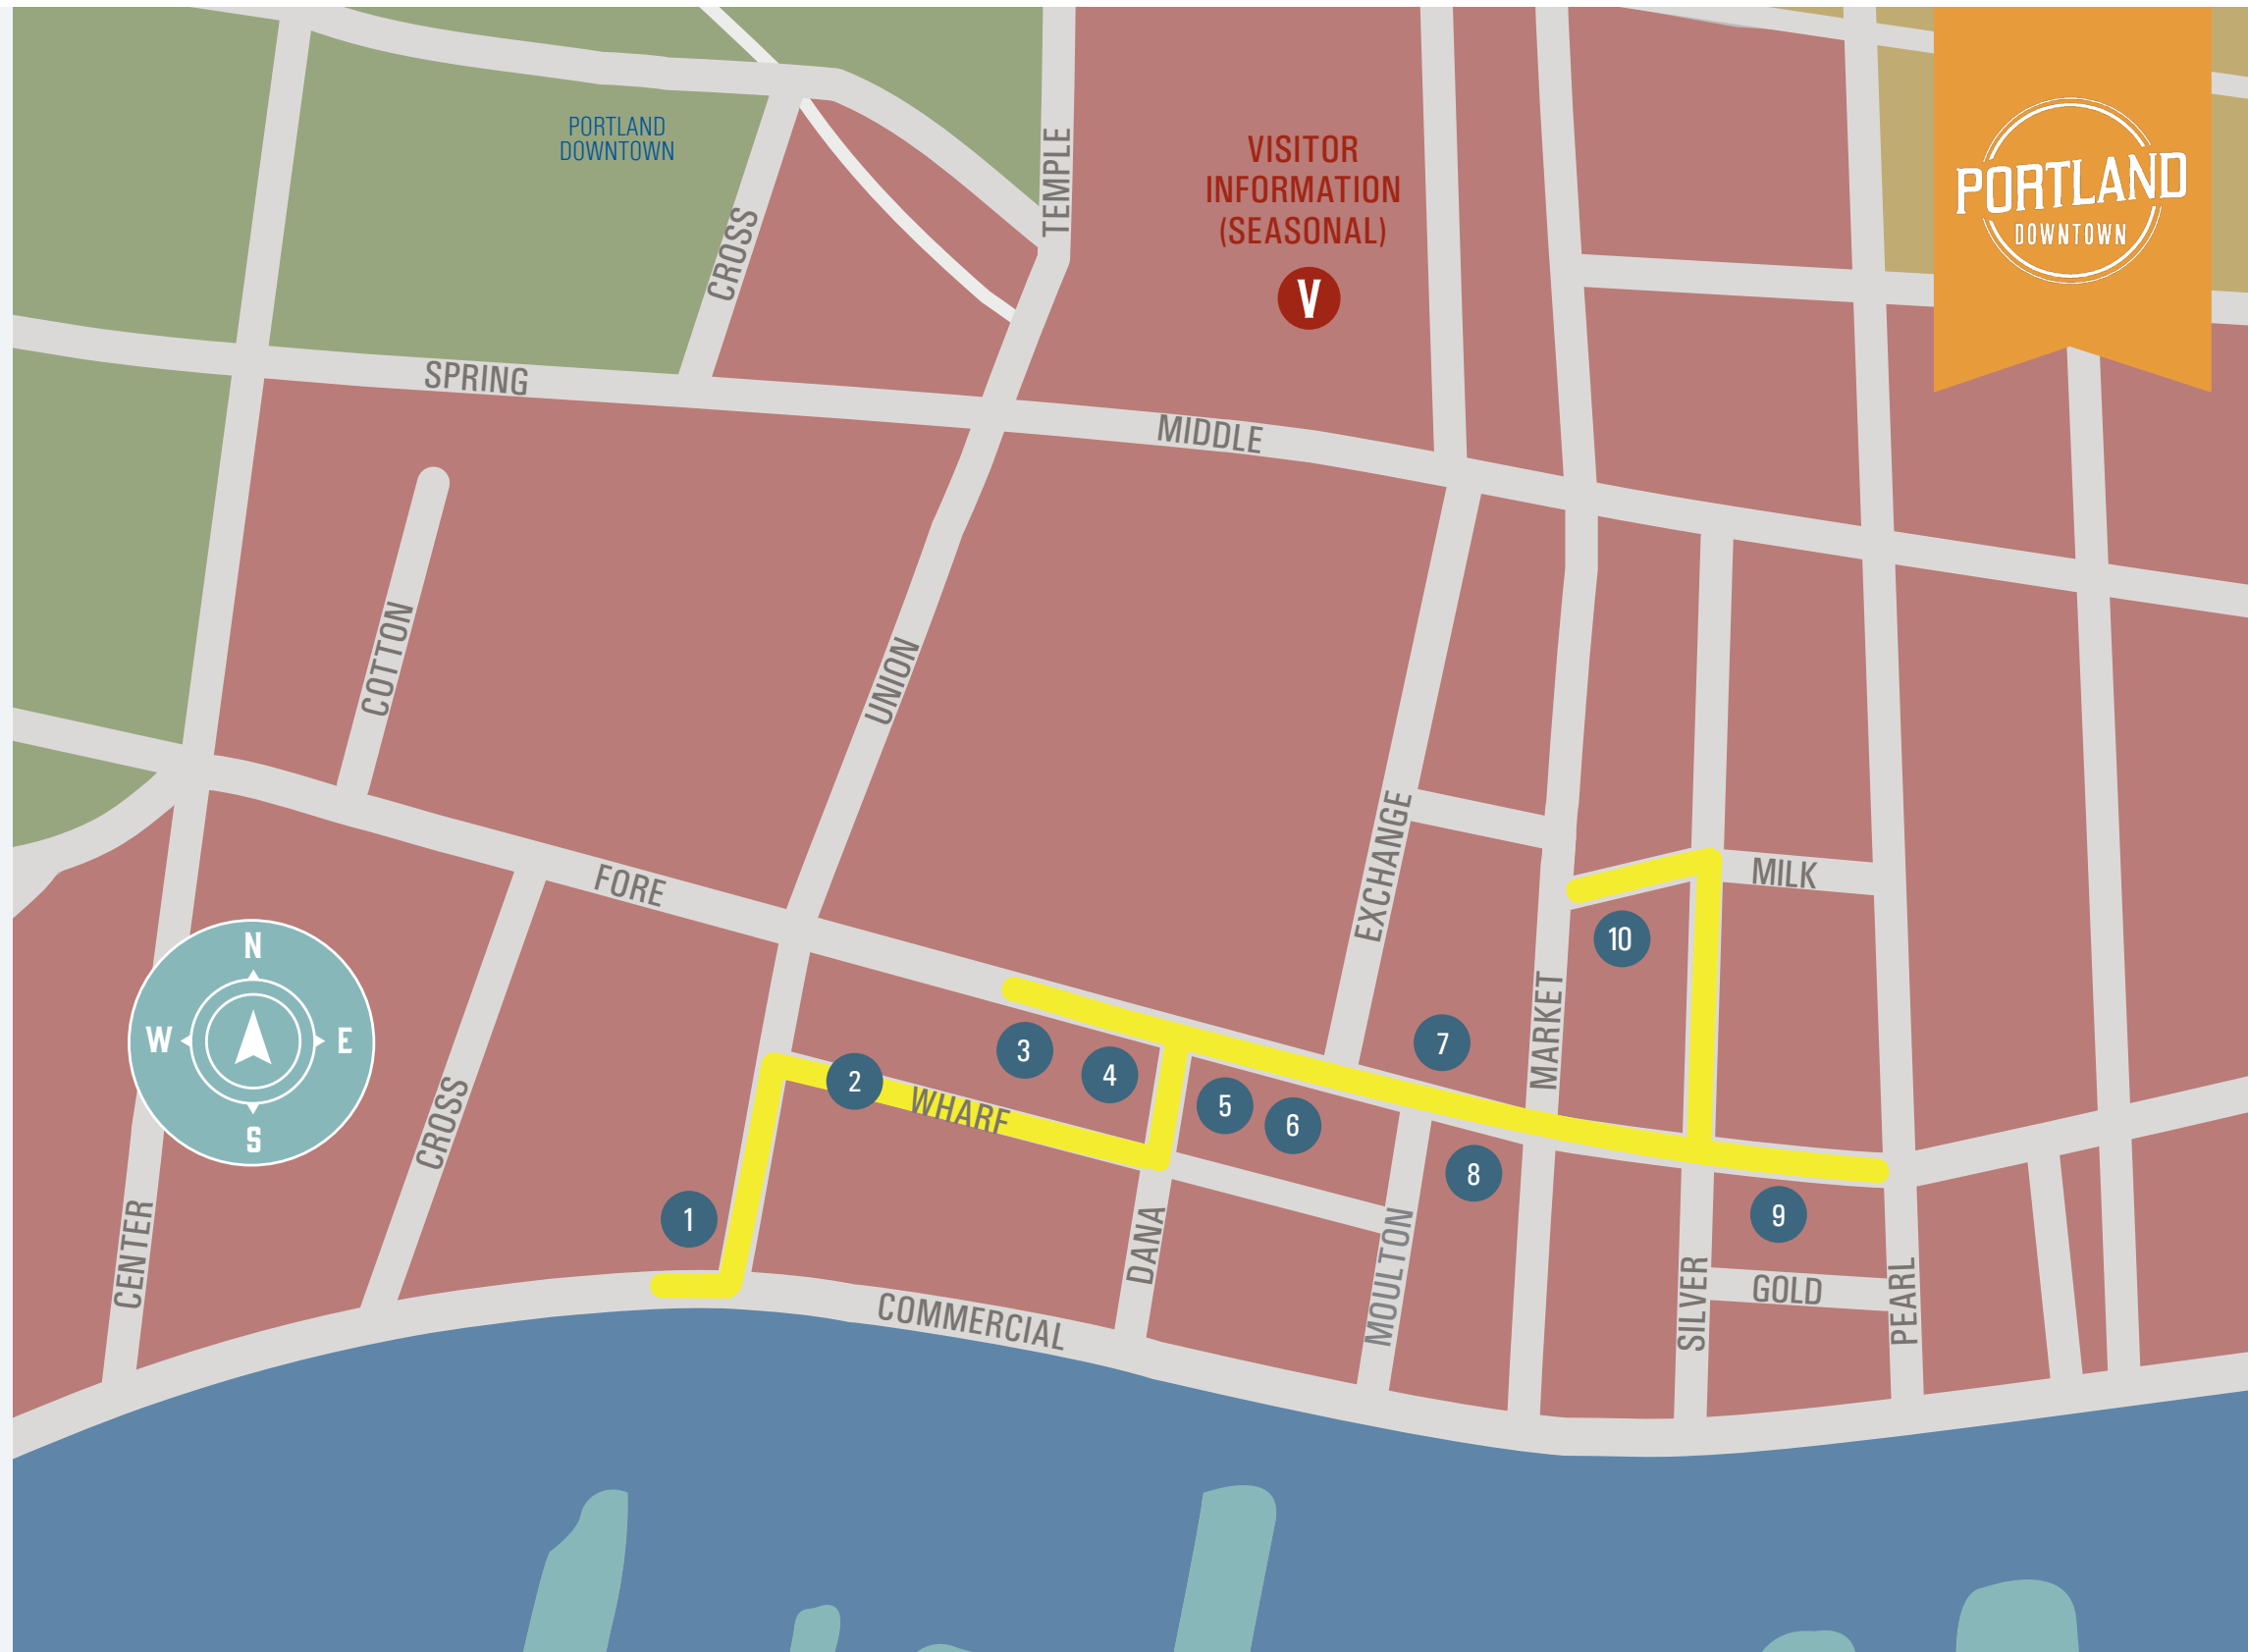 PORTLAND
DOWNTOWN
TEMPLE
VISITOR
INFORMATION
(SEASONAL)
V
PORTLAND
DOWNTOWN
CROSS
SPRING
MIDDLE
COTTON
UNION
FORE
EXCHANGE
MILK
10
N
W
E
S
MARKET
3
4
7
2
WHARF
5
6
8
CROSS
1
9
CENTER
DANA
MOULTON
SILVER
GOLD
PEARL
COMMERCIAL